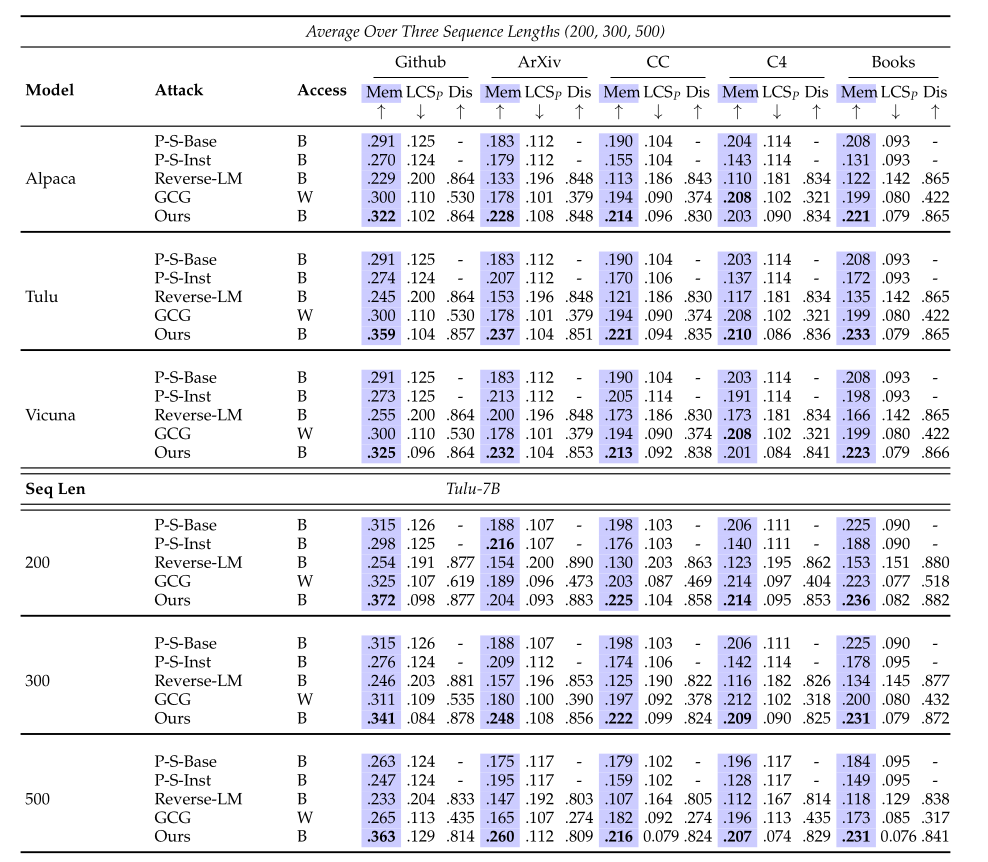 Average Over Three Sequence Lengths (200, 300, 500)
Github ArXiv CC C4 Books
Model Attack Access Mem LCSP Dis Mem LCSP Dis Mem LCSP Dis Mem LCSP Dis Mem LCSP Dis
↑ ↓ ↑ ↑ ↓ ↑ ↑ ↓ ↑ ↑ ↓ ↑ ↑ ↓ ↑
P-S-Base B .291 .125 - .183 .112 - .190 .104 - .204 .114 - .208 .093 -
P-S-Inst B .270 .124 - .179 .112 - .155 .104 - .143 .114 - .131 .093 -
Alpaca Reverse-LM B .229 .200 .864 .133 .196 .848 .113 .186 .843 .110 .181 .834 .122 .142 .865
GCG W .300 .110 .530 .178 .101 .379 .194 .090 .374 .208 .102 .321 .199 .080 .422
Ours B .322 .102 .864 .228 .108 .848 .214 .096 .830 .203 .090 .834 .221 .079 .865
P-S-Base B .291 .125 - .183 .112 - .190 .104 - .203 .114 - .208 .093 -
P-S-Inst B .274 .124 - .207 .112 - .170 .106 - .137 .114 - .172 .093 -
Tulu Reverse-LM B .245 .200 .864 .153 .196 .848 .121 .186 .830 .117 .181 .834 .135 .142 .865
GCG W .300 .110 .530 .178 .101 .379 .194 .090 .374 .208 .102 .321 .199 .080 .422
Ours B .359 .104 .857 .237 .104 .851 .221 .094 .835 .210 .086 .836 .233 .079 .865
P-S-Base B .291 .125 - .183 .112 - .190 .104 - .203 .114 - .208 .093 -
P-S-Inst B .273 .124 - .213 .112 - .205 .114 - .191 .114 - .198 .093 -
Vicuna Reverse-LM B .255 .200 .864 .200 .196 .848 .173 .186 .830 .173 .181 .834 .166 .142 .865
GCG W .300 .110 .530 .178 .101 .379 .194 .090 .374 .208 .102 .321 .199 .080 .422
Ours B .325 .096 .864 .232 .104 .853 .213 .092 .838 .201 .084 .841 .223 .079 .866
Seq Len Tulu-7B
P-S-Base B .315 .126 - .188 .107 - .198 .103 - .206 .111 - .225 .090 -
P-S-Inst B .298 .125 - .216 .107 - .176 .103 - .140 .111 - .188 .090 -
200 Reverse-LM B .254 .191 .877 .154 .200 .890 .130 .203 .863 .123 .195 .862 .153 .151 .880
GCG W .325 .107 .619 .189 .096 .473 .203 .087 .469 .214 .097 .404 .223 .077 .518
Ours B .372 .098 .877 .204 .093 .883 .225 .104 .858 .214 .095 .853 .236 .082 .882
P-S-Base B .315 .126 - .188 .107 - .198 .103 - .206 .111 - .225 .090 -
P-S-Inst B .276 .124 - .209 .112 - .174 .106 - .142 .114 - .178 .095 -
300 Reverse-LM B .246 .203 .881 .157 .196 .853 .125 .190 .822 .116 .182 .826 .134 .145 .877
GCG W .311 .109 .535 .180 .100 .390 .197 .092 .378 .212 .102 .318 .200 .080 .432
Ours B .341 .084 .878 .248 .108 .856 .222 .099 .824 .209 .090 .825 .231 .079 .872
P-S-Base B .263 .124 - .175 .117 - .179 .102 - .196 .117 - .184 .095 -
P-S-Inst B .247 .124 - .195 .117 - .159 .102 - .128 .117 - .149 .095 -
500 Reverse-LM B .233 .204 .833 .147 .192 .803 .107 .164 .805 .112 .167 .814 .118 .129 .838
GCG W .265 .113 .435 .165 .107 .274 .182 .092 .274 .196 .113 .435 .173 .085 .317
Ours B .363 .129 .814 .260 .112 .809 .216 0.079 .824 .207 .074 .829 .231 0.076 .841